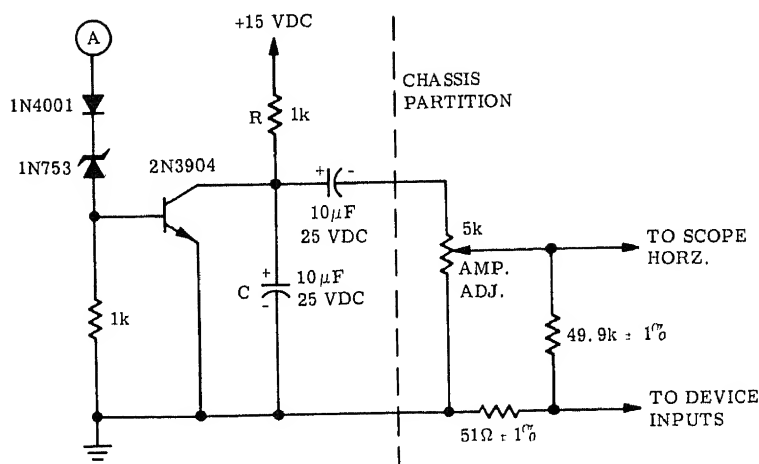 A
+15 VDC
CHASSIS
PARTITION
1N4001
R
1k
1N753
2N3904
+
-
10μF
25 VDC
5k
AMP.
ADJ.
TO SCOPE
HORZ.
+
C
-
10μF
25 VDC
1k
49.9k ± 1%
TO DEVICE
INPUTS
51Ω ± 1%